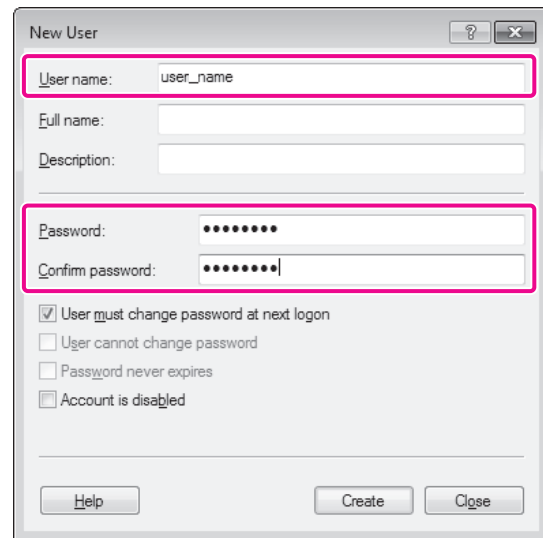 New User
User name: user_name
Full name:
Description:
Password: ••••••••
Confirm password: ••••••••
User must change password at next logon
User cannot change password
Password never expires
Account is disabled
Help Create Close